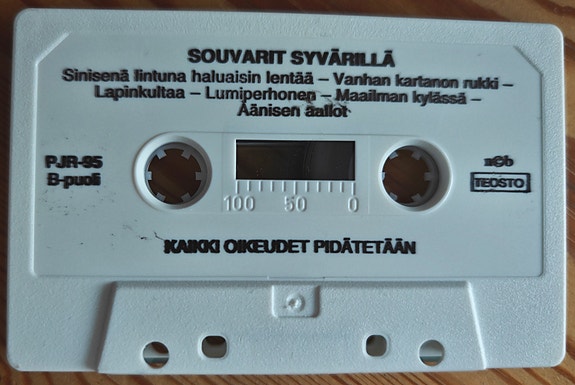 SOUVARIT SYVÄRILLÄ
Sinisenä lintuna haluaisin lentää – Vanhan kartanon rukki –
Lapinkultaa – Lumiperhonen – Maailman kylässä –
Äänisen aallot
PJR-95
B-puoli
n©b
TEOSTO
100 50 0
KAIKKI OIKEUDET PIDÄTETÄÄN